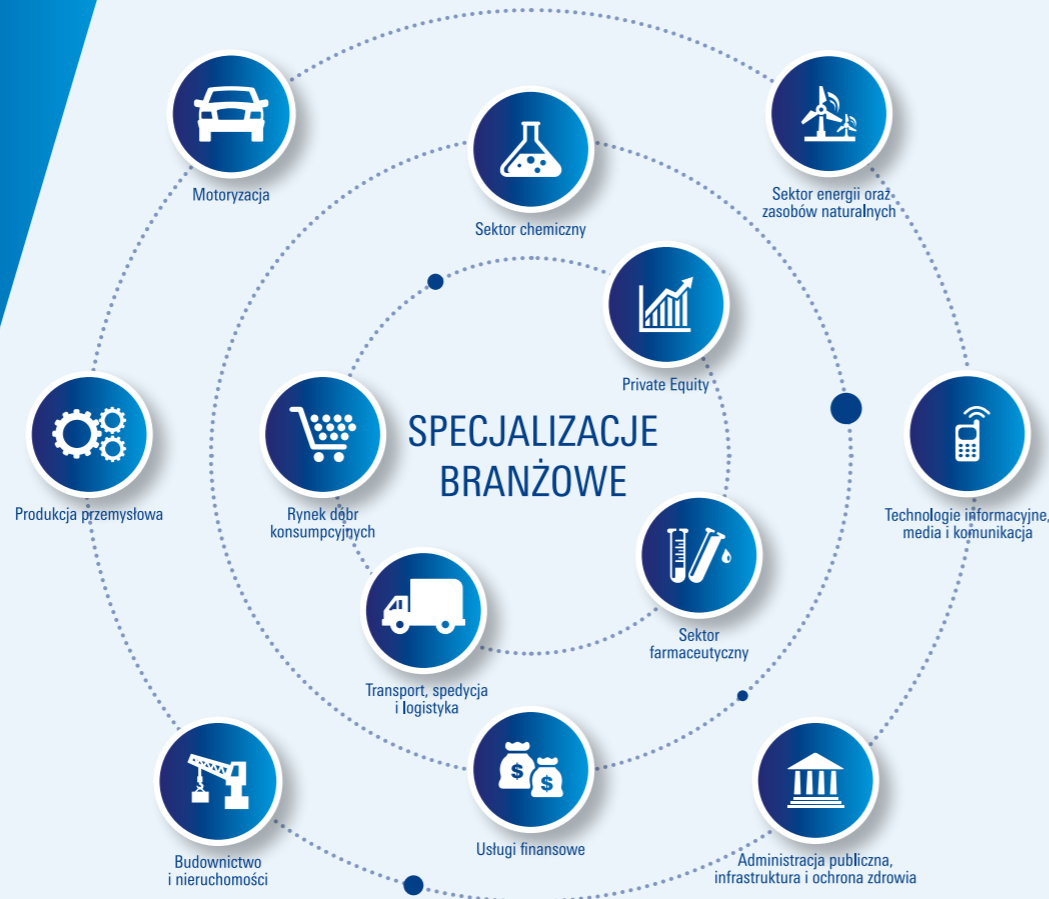 Motoryzacja
Sektor chemiczny
Sektor energii oraz
zasobów naturalnych
Private Equity
SPECJALIZACJE
BRANŻOWE
Produkcja przemysłowa
Rynek dóbr
konsumpcyjnych
Technologie informacyjne,
media i komunikacja
Sektor
farmaceutyczny
Transport, spedycja
i logistyka
Budownictwo
i nieruchomości
$
$
Usługi finansowe
Administracja publiczna,
infrastruktura i ochrona zdrowia